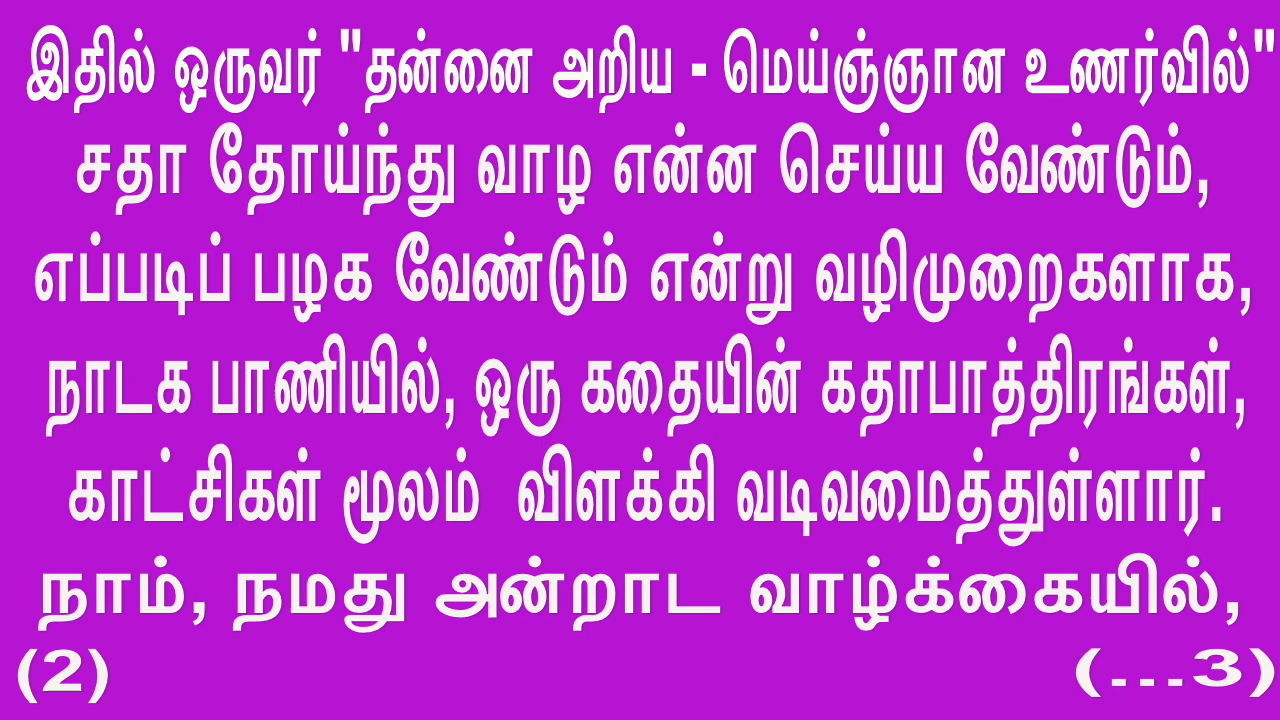 இதில் ஒருவர் "தன்னை அறிய - மெய்ஞ்ஞான உணர்வில்"
சதா தோய்ந்து வாழ என்ன செய்ய வேண்டும்,
எப்படிப் பழக வேண்டும் என்று வழிமுறைகளாக,
நாடக பாணியில், ஒரு கதையின் கதாபாத்திரங்கள்,
காட்சிகள் மூலம் விளக்கி வடிவமைத்துள்ளார்.
நாம், நமது அன்றாட வாழ்க்கையில்,
(2) (...3)